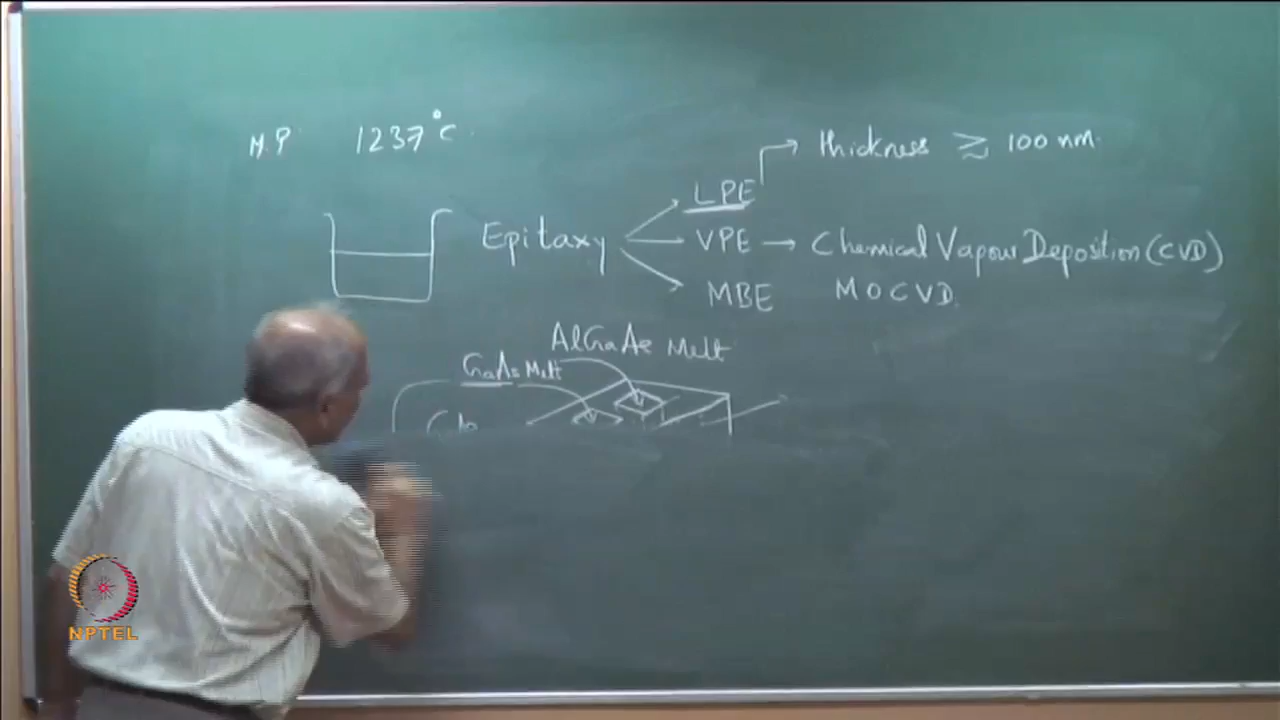 M.P 1237°C
thickness ≳ 100 nm
LPE
Epitaxy VPE → Chemical Vapour Deposition (CVD)
MBE MOCVD
AlGaAs Melt
GaAs Melt
NPTEL